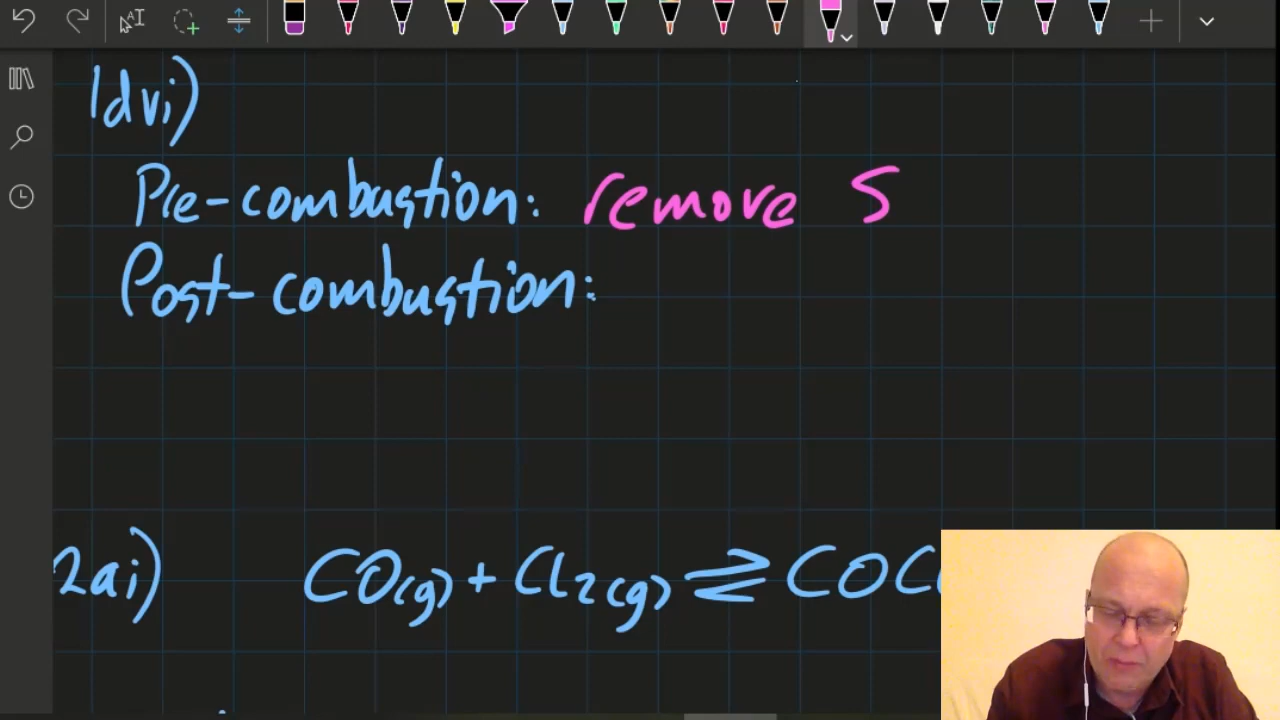 1dvi)
Pre-combustion: remove S
Post-combustion:
2ai) CO(g) + Cl2(g) ⇌ COC